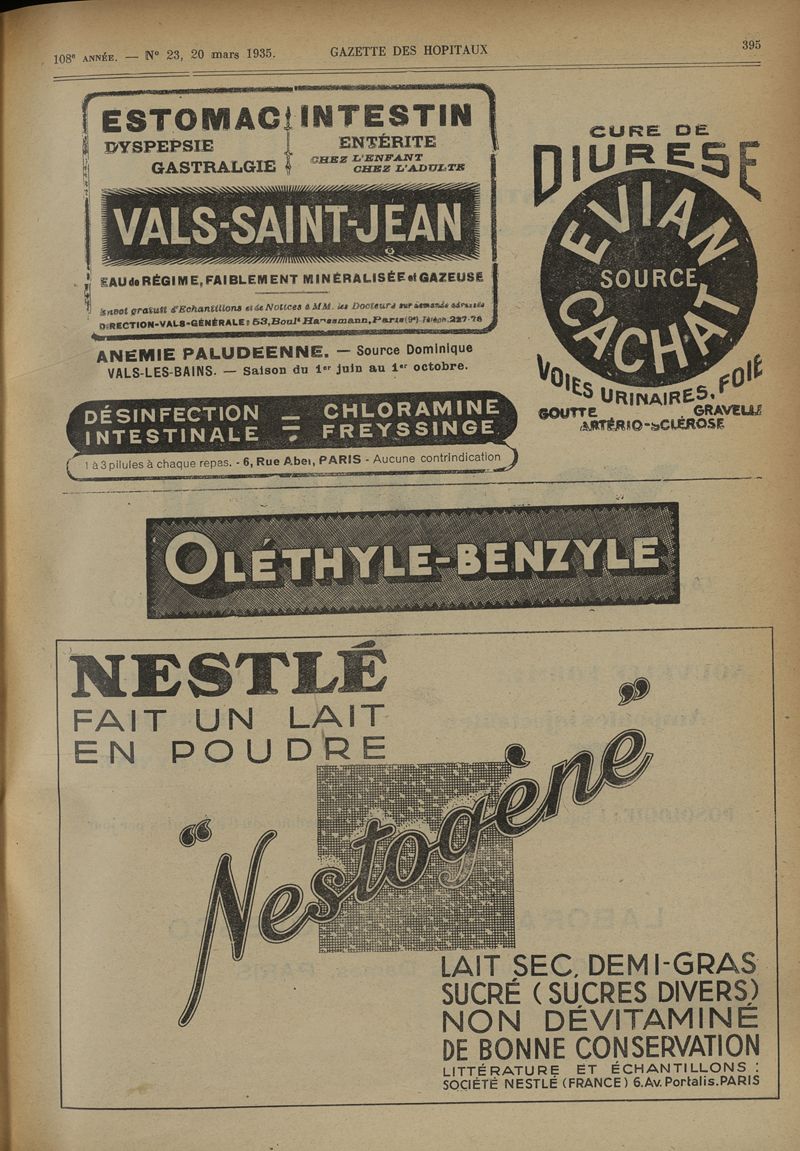 108e ANNÉE. — N° 23, 20 mars 1935.
GAZETTE DES HOPITAUX
395
ESTOMAC INTESTIN
DYSPEPSIE ENTÉRITE
GASTRALGIE CHEZ L'ENFANT
CHEZ L'ADULTE
VALS-SAINT-JEAN
EAU de RÉGIME, FAIBLEMENT MINÉRALISÉE et GAZEUSE
Envoi gratuit d'Echantillons et de Notices à MM. les Docteurs sur demande adressée
DIRECTION-VALS-GÉNÉRALE: 53, Boult Haussmann, Paris (9e) Téléph. 227-76
ANEMIE PALUDEENNE. — Source Dominique
VALS-LES-BAINS. — Saison du 1er juin au 1er octobre.
DÉSINFECTION = CHLORAMINE
INTESTINALE FREYSSINGE
1 à 3 pilules à chaque repas. - 6, Rue Abel, PARIS - Aucune contrindication
CURE DE
DIURESE
EVIAN
SOURCE
CACHAT
VOIES URINAIRES, FOIE
GOUTTE GRAVELLE
ARTÉRIO-SCLÉROSE
OLÉTHYLE-BENZYLE
NESTLÉ
FAIT UN LAIT
EN POUDRE
"Nestogène"
LAIT SEC, DEMI-GRAS
SUCRÉ (SUCRES DIVERS)
NON DÉVITAMINÉ
DE BONNE CONSERVATION
LITTÉRATURE ET ÉCHANTILLONS :
SOCIÉTÉ NESTLÉ (FRANCE) 6. Av. Portalis. PARIS